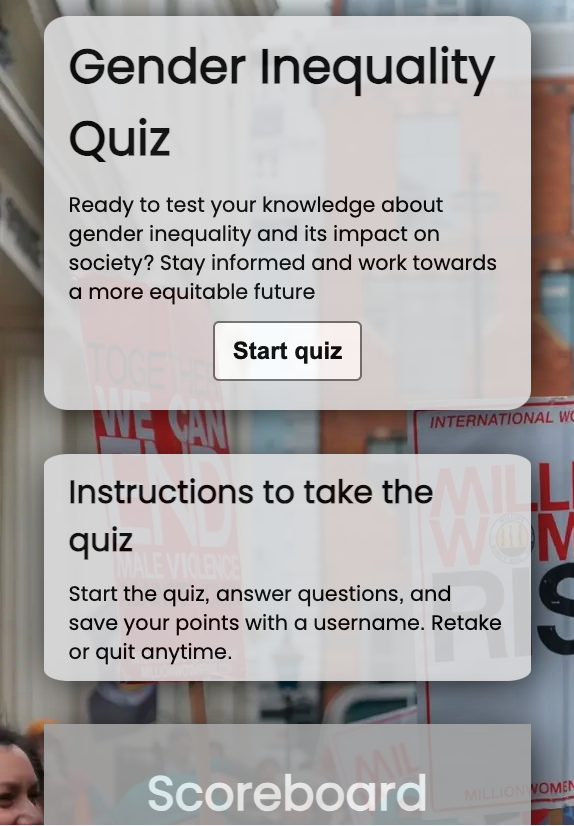 Gender Inequality
Quiz
Ready to test your knowledge about
gender inequality and its impact on
society? Stay informed and work towards
a more equitable future
Start quiz
TOGETHER
WE CAN
END
MALE VIOLENCE
INTERNATIONAL WO
MILLI
WOM
RIS
Instructions to take the
quiz
Start the quiz, answer questions, and
save your points with a username. Retake
or quit anytime.
MIL
MILLIONWOMEN
Scoreboard